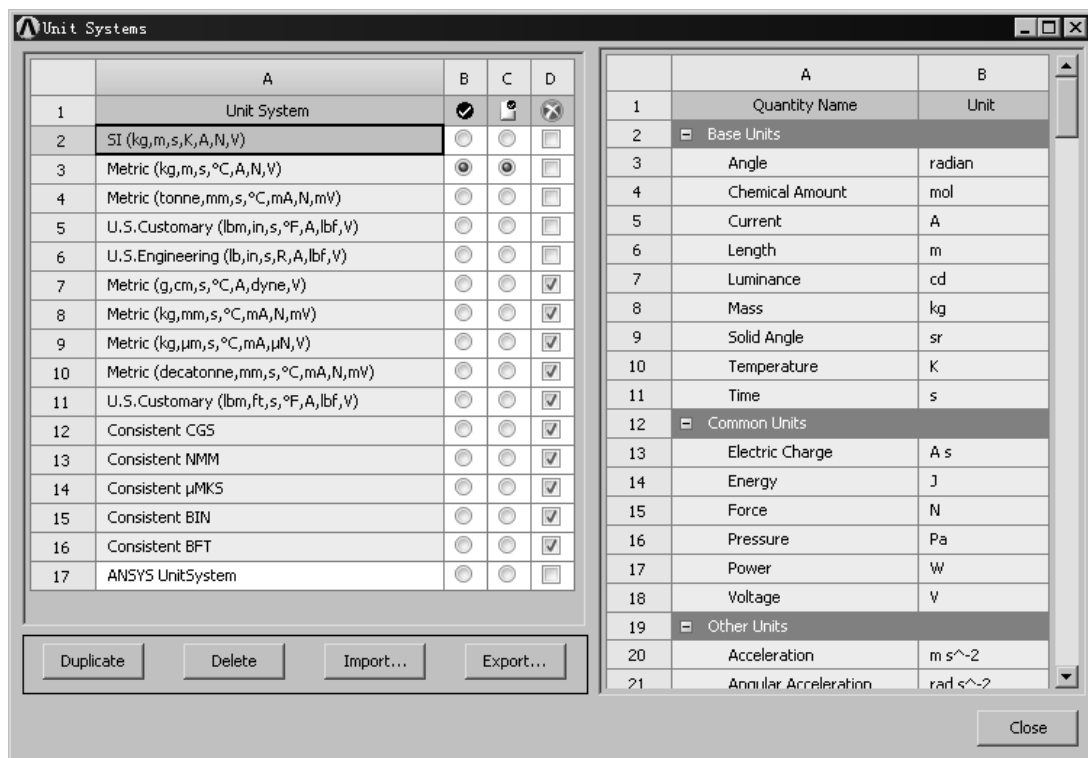 Unit Systems
A B C D
1 Unit System
2 SI (kg,m,s,K,A,N,V)
3 Metric (kg,m,s,°C,A,N,V)
4 Metric (tonne,mm,s,°C,mA,N,mV)
5 U.S.Customary (lbm,in,s,°F,A,lbf,V)
6 U.S.Engineering (lb,in,s,R,A,lbf,V)
7 Metric (g,cm,s,°C,A,dyne,V)
8 Metric (kg,mm,s,°C,mA,N,mV)
9 Metric (kg,µm,s,°C,mA,µN,V)
10 Metric (decatonne,mm,s,°C,mA,N,mV)
11 U.S.Customary (lbm,ft,s,°F,A,lbf,V)
12 Consistent CGS
13 Consistent NMM
14 Consistent µMKS
15 Consistent BIN
16 Consistent BFT
17 ANSYS UnitSystem
Duplicate Delete Import... Export...
A B
1 Quantity Name Unit
2 Base Units
3 Angle radian
4 Chemical Amount mol
5 Current A
6 Length m
7 Luminance cd
8 Mass kg
9 Solid Angle sr
10 Temperature K
11 Time s
12 Common Units
13 Electric Charge A s
14 Energy J
15 Force N
16 Pressure Pa
17 Power W
18 Voltage V
19 Other Units
20 Acceleration m s^-2
21 Angular Acceleration rad s^-2
Close